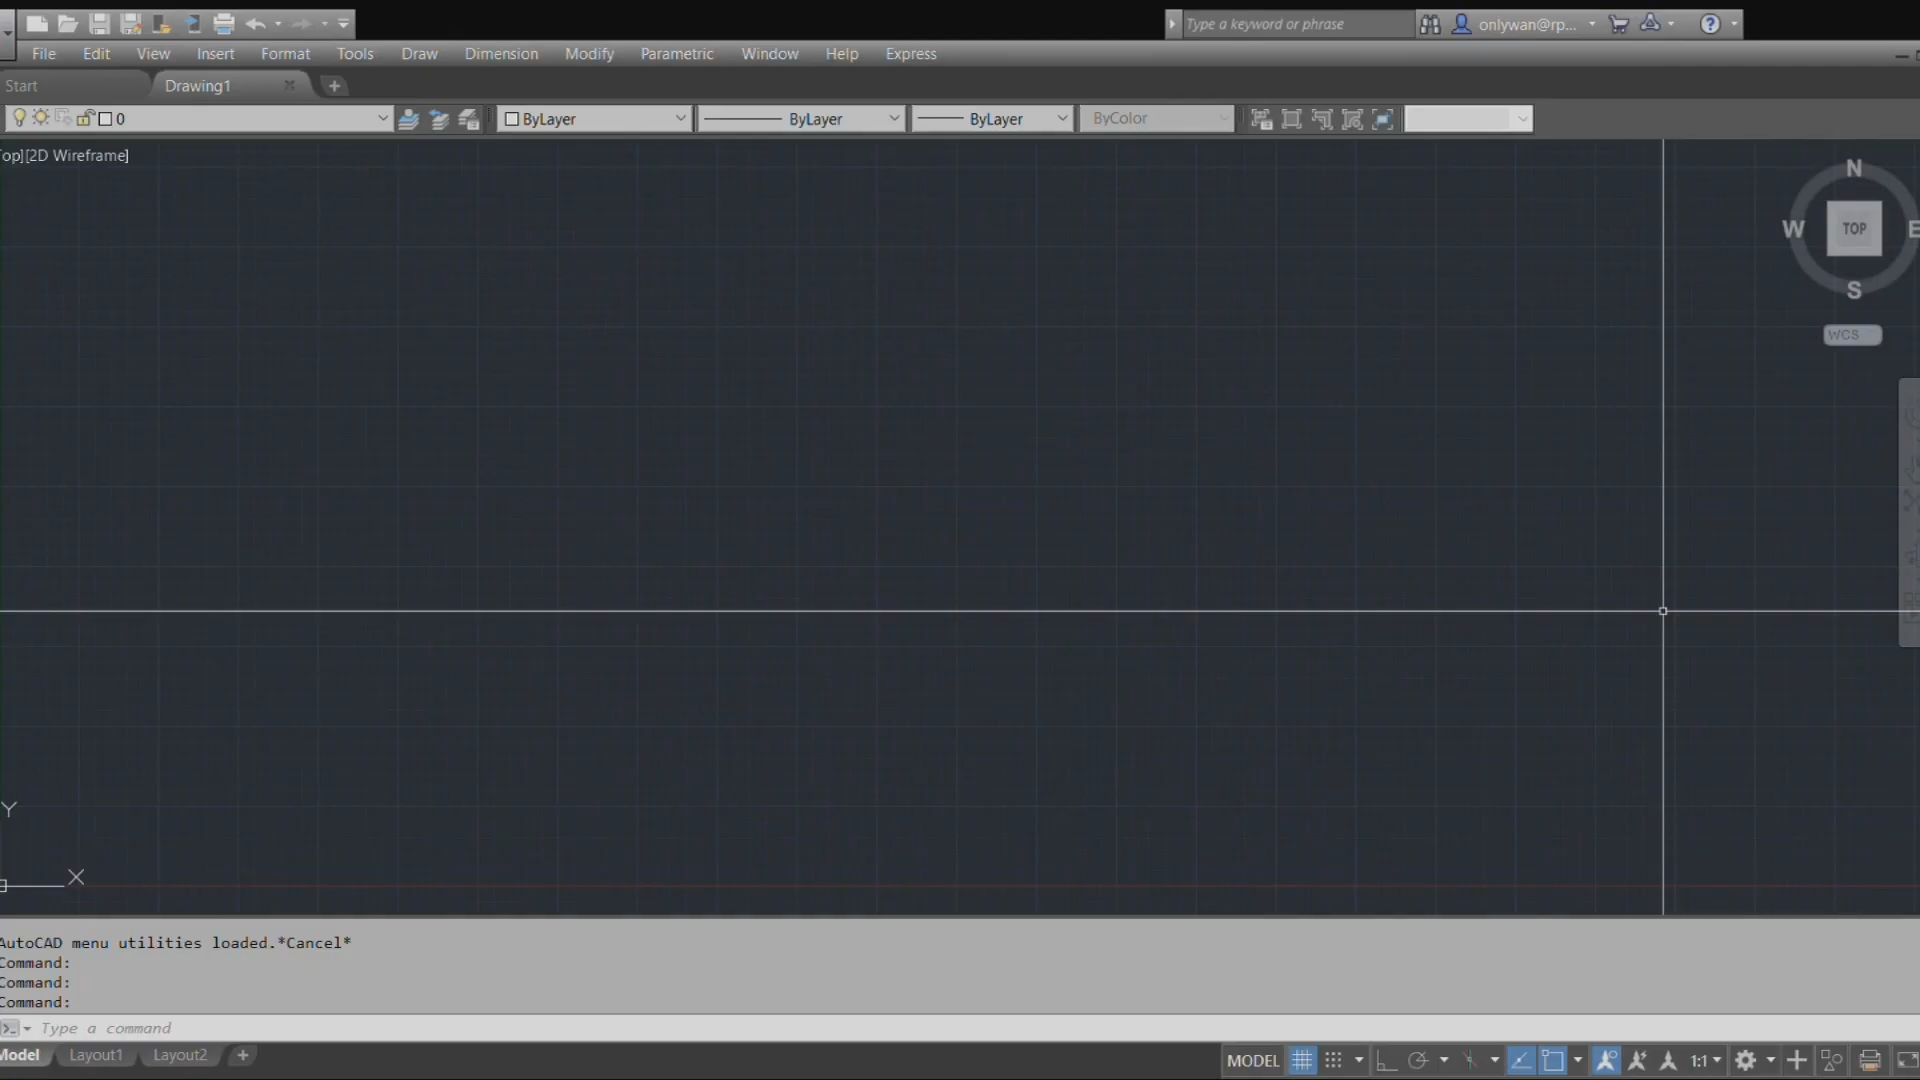 Type a keyword or phrase
onlywan@rp...
File Edit View Insert Format Tools Draw Dimension Modify Parametric Window Help Express
Start Drawing1
0 ByLayer ByLayer ByLayer ByColor
op][2D Wireframe]
N
W TOP E
S
WCS
Y
X
AutoCAD menu utilities loaded.*Cancel*
Command:
Command:
Command:
Type a command
Model Layout1 Layout2
MODEL 1:1